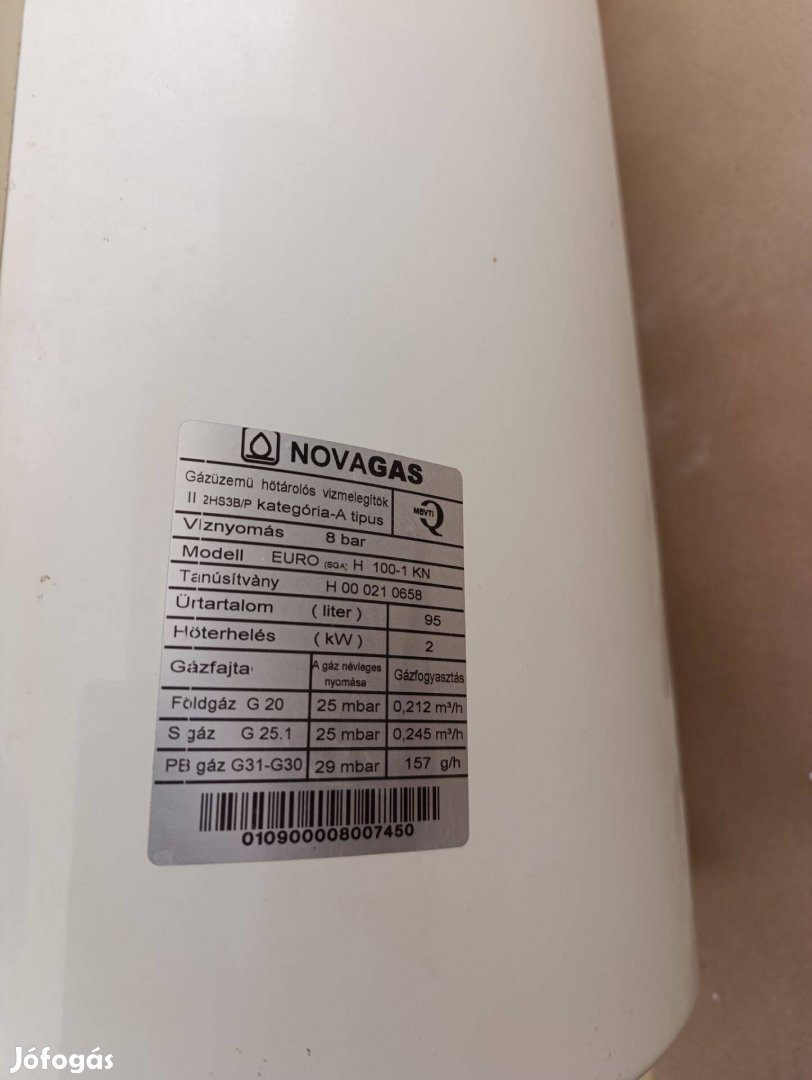 NOVAGAS
Gázüzemű hőtárolós vizmelegítők
II 2HS3B/P kategória-A tipus
MBVTI
Víznyomás 8 bar
Modell EURO (SGA) H 100-1 KN
Tanúsítvány H 00 021 0658
Űrtartalom ( liter ) 95
Hőterhelés ( kW ) 2
Gázfajta A gáz névleges nyomása Gázfogyasztás
Földgáz G 20 25 mbar 0,212 m³/h
S gáz G 25.1 25 mbar 0,245 m³/h
PB gáz G31-G30 29 mbar 157 g/h
010900008007450
Jófogás